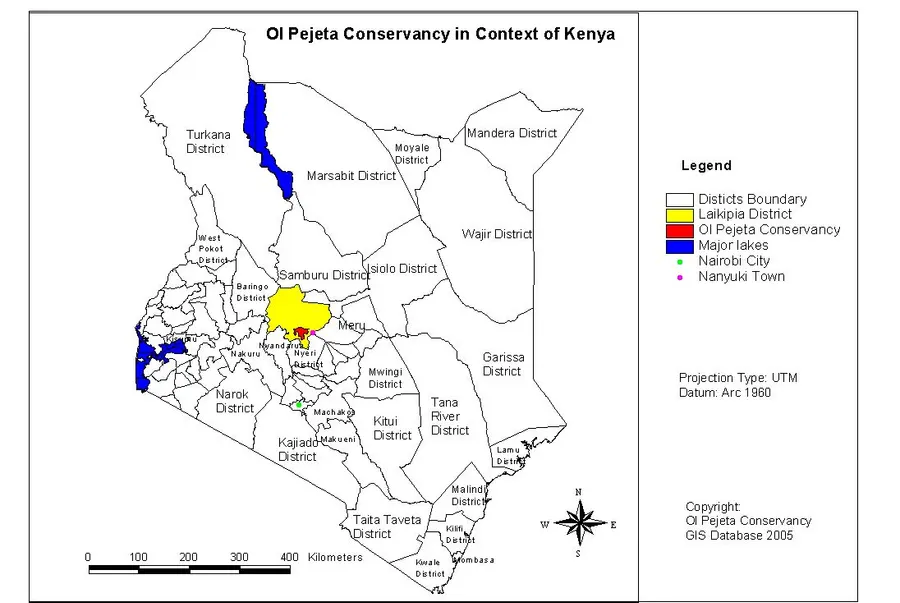 Ol Pejeta Conservancy in Context of Kenya
Turkana
District
Marsabit District
Moyale
District
Mandera District
Wajir District
West
Pokot
District
Samburu District
Isiolo District
Baringo
District
Meru
Kisumu
Nyandarua
Nyeri
District
Nakuru
Mwingi
District
Garissa
District
Narok
District
Machakos
Kitui
District
Tana
River
District
Kajiado
District
Makueni
Lamu
District
Malindi
District
Taita Taveta
District
Kilifi
District
Kwale
District
Mombasa
0 100 200 300 400 Kilometers
N
W E
S
Legend
Disticts Boundary
Laikipia District
Ol Pejeta Conservancy
Major lakes
Nairobi City
Nanyuki Town
Projection Type: UTM
Datum: Arc 1960
Copyright:
Ol Pejeta Conservancy
GIS Database 2005